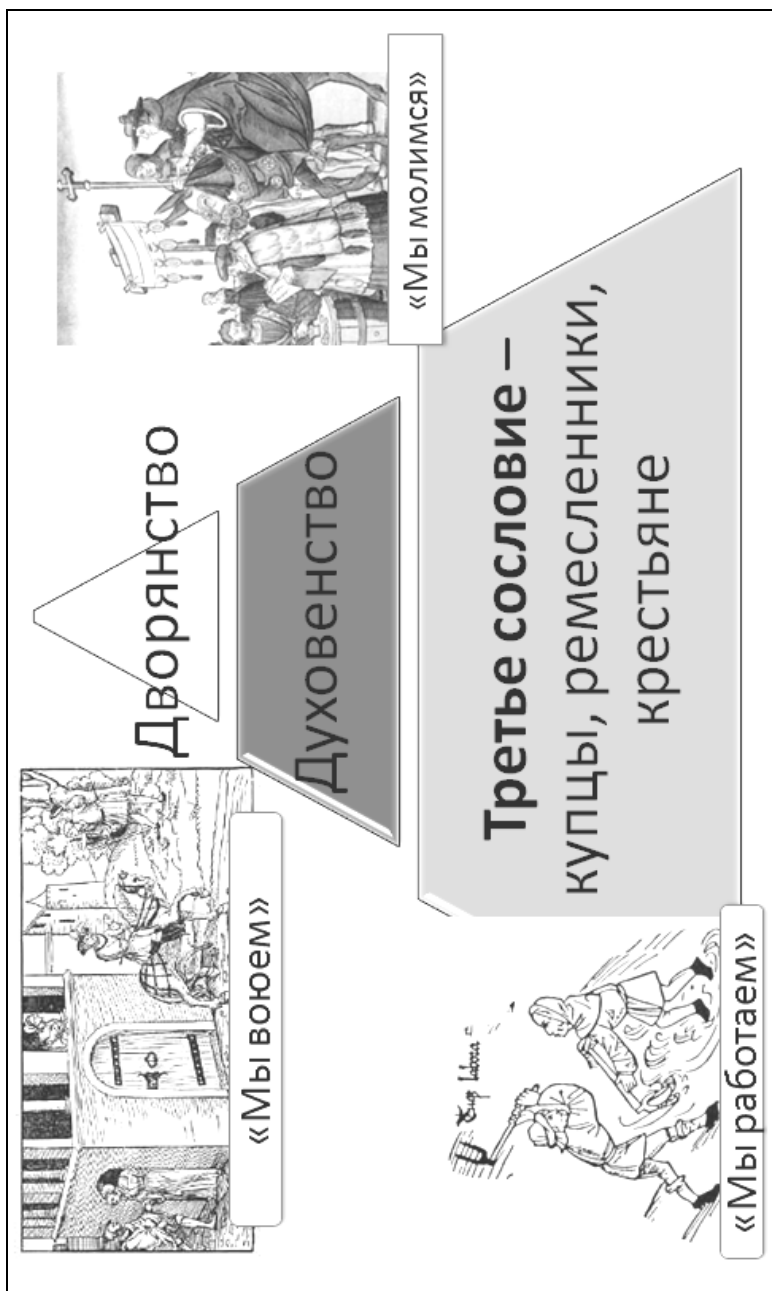 Дворянство
«Мы воюем»
«Мы молимся»
Духовенство
Третье сословие –
купцы, ремесленники,
крестьяне
«Мы работаем»